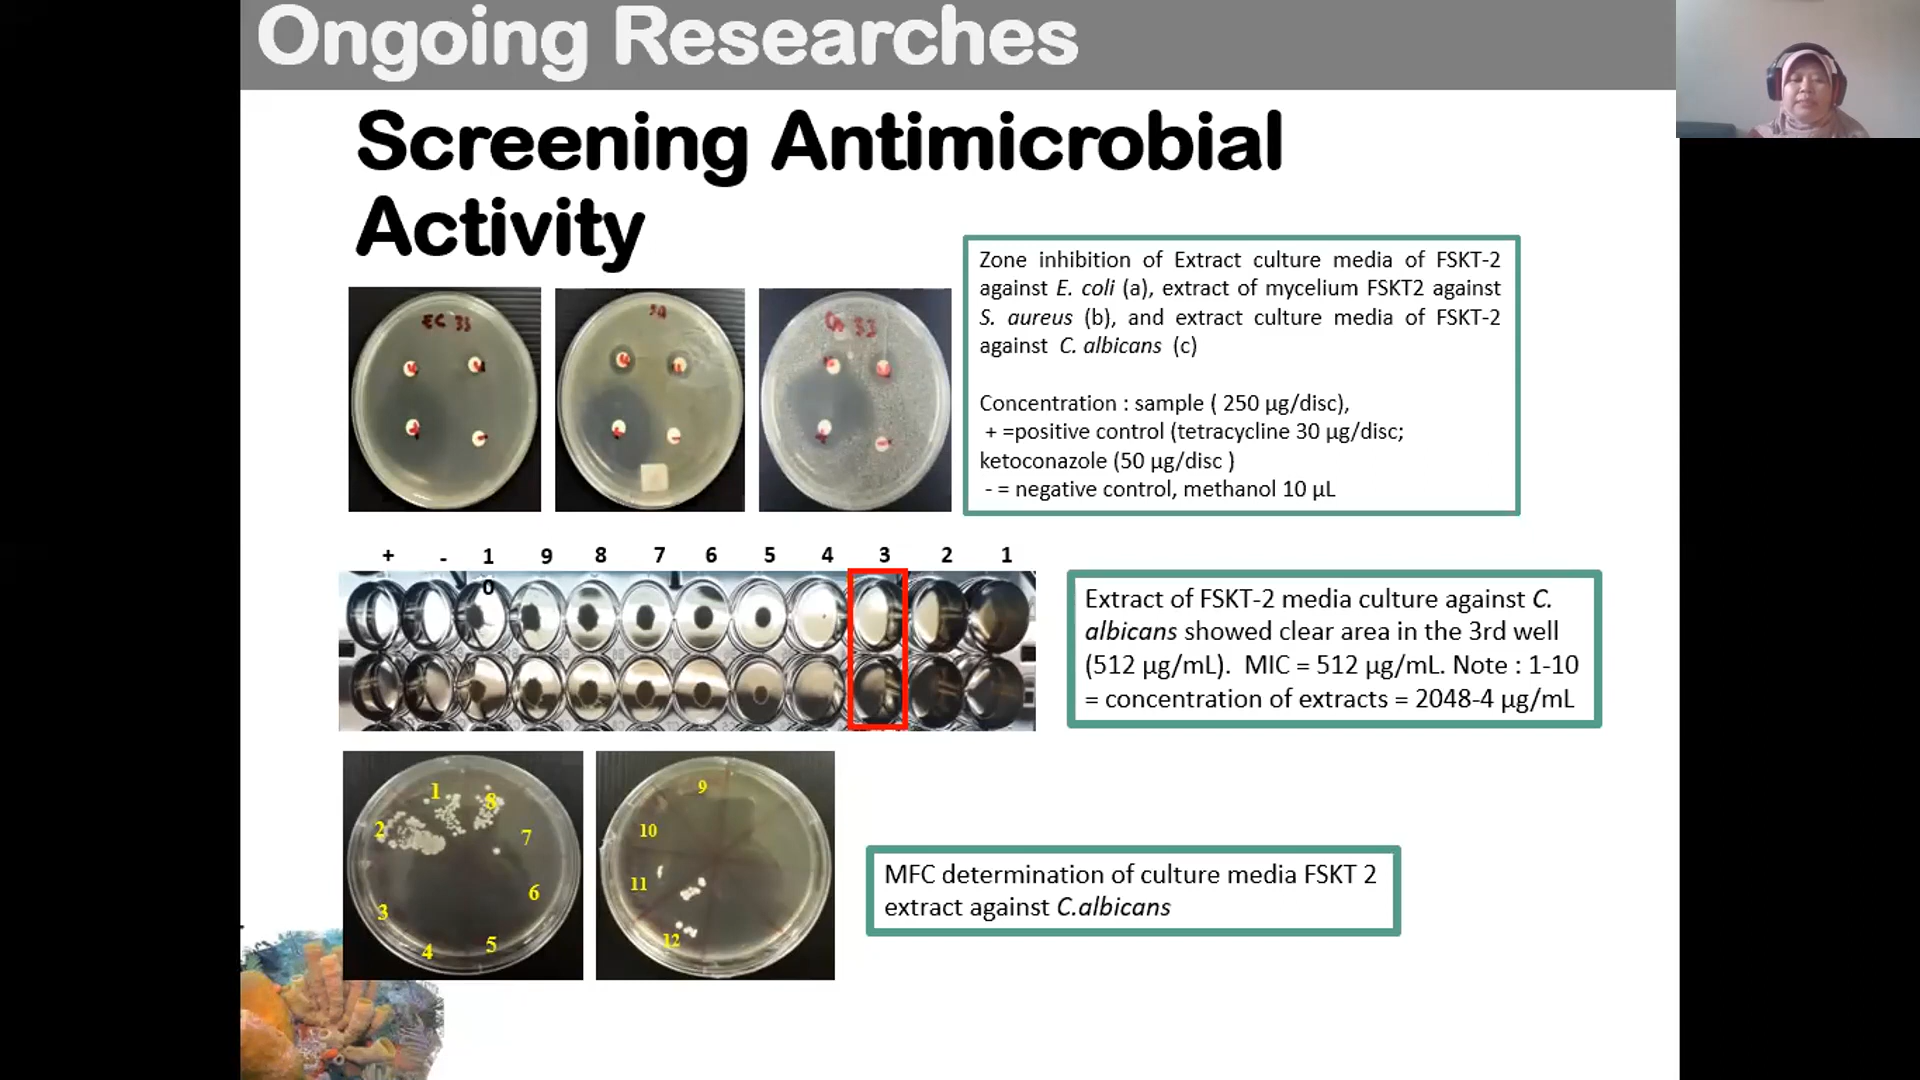 Ongoing Researches
Screening Antimicrobial
Activity
Zone inhibition of Extract culture media of FSKT-2
against E. coli (a), extract of mycelium FSKT2 against
S. aureus (b), and extract culture media of FSKT-2
against C. albicans (c)
Concentration : sample ( 250 µg/disc),
+ =positive control (tetracycline 30 µg/disc;
ketoconazole (50 µg/disc )
- = negative control, methanol 10 µL
EC 33
+ - 10 9 8 7 6 5 4 3 2 1
Extract of FSKT-2 media culture against C.
albicans showed clear area in the 3rd well
(512 µg/mL). MIC = 512 µg/mL. Note : 1-10
= concentration of extracts = 2048-4 µg/mL
1
8
2
7
6
3
5
4
9
10
11
12
MFC determination of culture media FSKT 2
extract against C.albicans